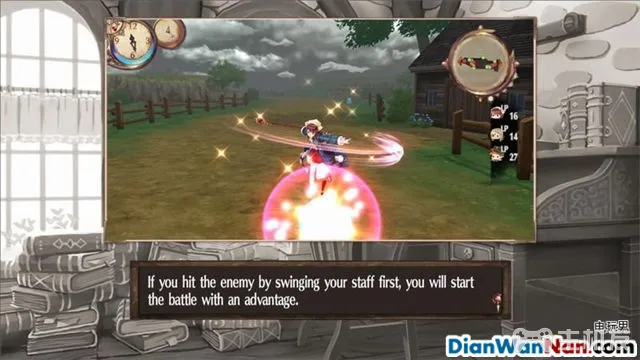 4
LP
16
LP
14
LP
27
If you hit the enemy by swinging your staff first, you will start
the battle with an advantage.
电玩男
DianWanNan.com